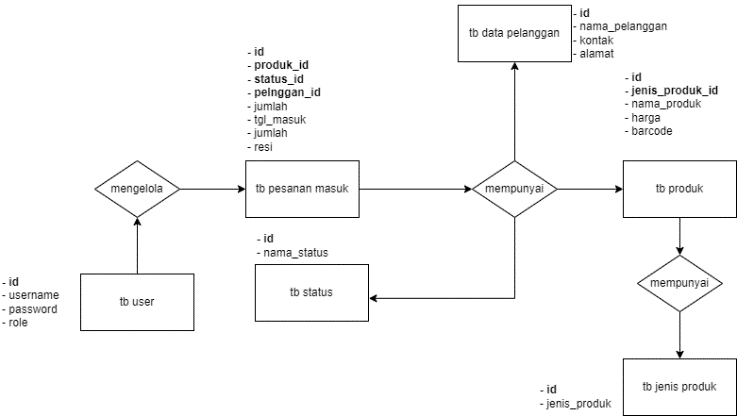 tb data pelanggan
- id
- nama_pelanggan
- kontak
- alamat
- id
- produk_id
- status_id
- pelnggan_id
- jumlah
- tgl_masuk
- jumlah
- resi
- id
- jenis_produk_id
- nama_produk
- harga
- barcode
mengelola
tb pesanan masuk
mempunyai
tb produk
- id
- nama_status
- id
- username
- password
- role
tb user
tb status
mempunyai
- id
- jenis_produk
tb jenis produk